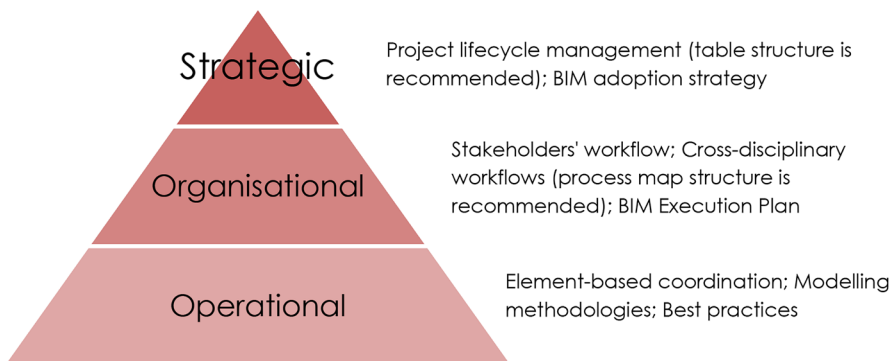 Strategic
Project lifecycle management (table structure is
recommended); BIM adoption strategy
Organisational
Stakeholders' workflow; Cross-disciplinary
workflows (process map structure is
recommended); BIM Execution Plan
Operational
Element-based coordination; Modelling
methodologies; Best practices